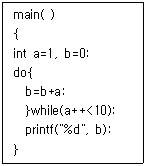 main( )
{
int a=1, b=0:
do{
b=b+a:
}while(a++<10):
printf("%d", b):
}